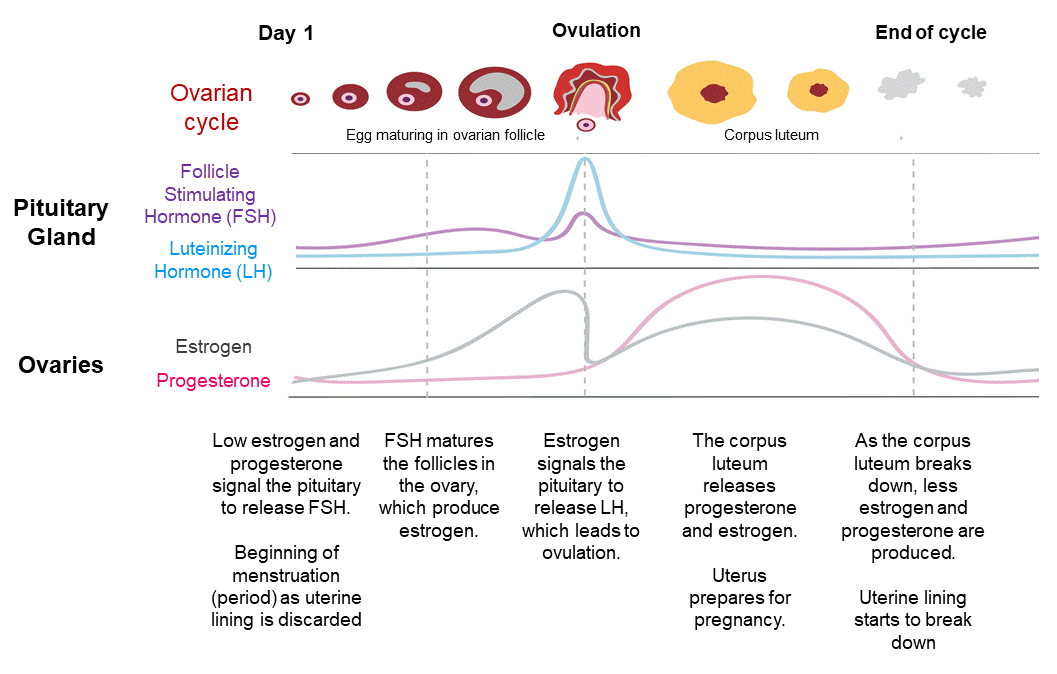 Day 1
Ovulation
End of cycle
Ovarian
cycle
Egg maturing in ovarian follicle
Corpus luteum
Pituitary
Gland
Follicle
Stimulating
Hormone (FSH)
Luteinizing
Hormone (LH)
Ovaries
Estrogen
Progesterone
Low estrogen and
progesterone
signal the pituitary
to release FSH.
Beginning of
menstruation
(period) as uterine
lining is discarded
FSH matures
the follicles in
the ovary,
which produce
estrogen.
Estrogen
signals the
pituitary to
release LH,
which leads to
ovulation.
The corpus
luteum
releases
progesterone
and estrogen.
Uterus
prepares for
pregnancy.
As the corpus
luteum breaks
down, less
estrogen and
progesterone are
produced.
Uterine lining
starts to break
down